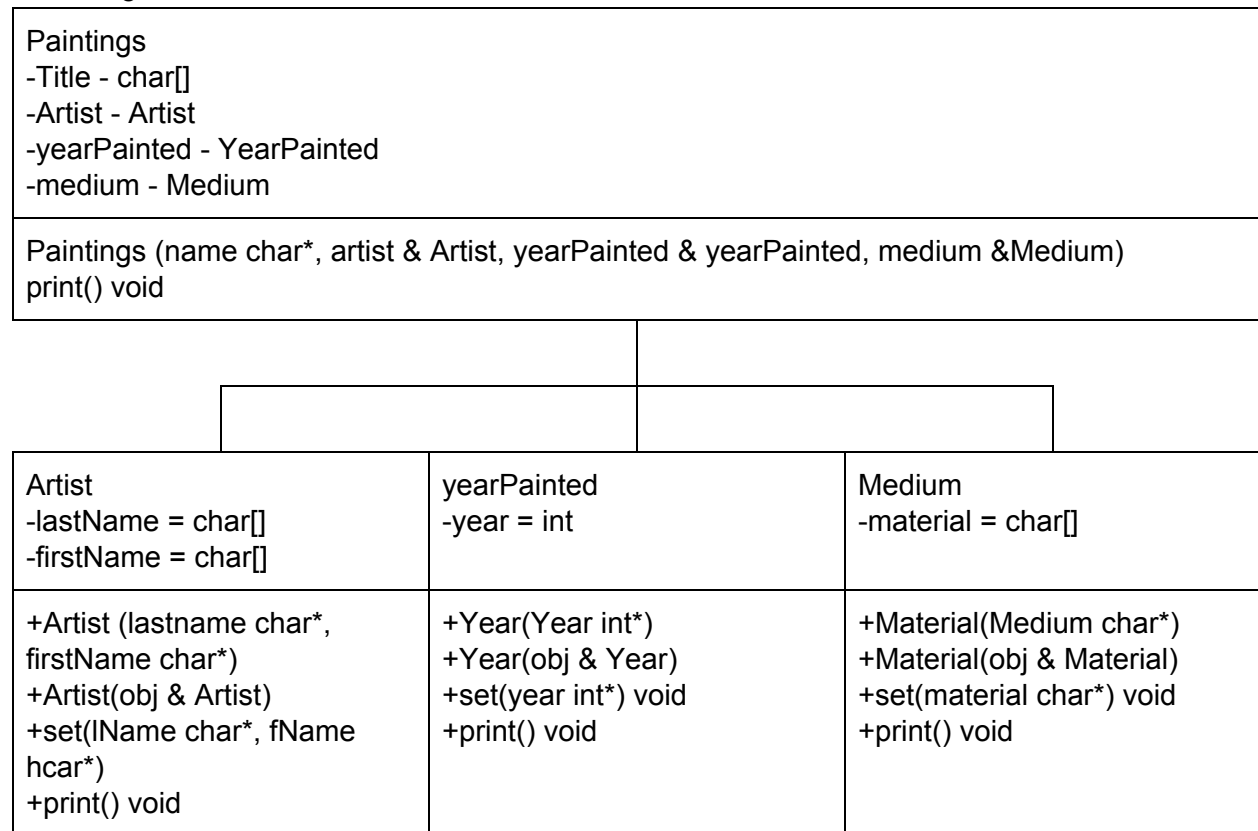 Paintings
-Title - char[]
-Artist - Artist
-yearPainted - YearPainted
-medium - Medium
Paintings (name char*, artist & Artist, yearPainted & yearPainted, medium &Medium)
print() void
Artist
-lastName = char[]
-firstName = char[]
+Artist (lastname char*,
firstName char*)
+Artist(obj & Artist)
+set(lName char*, fName
hcar*)
+print() void
yearPainted
-year = int
+Year(Year int*)
+Year(obj & Year)
+set(year int*) void
+print() void
Medium
-material = char[]
+Material(Medium char*)
+Material(obj & Material)
+set(material char*) void
+print() void